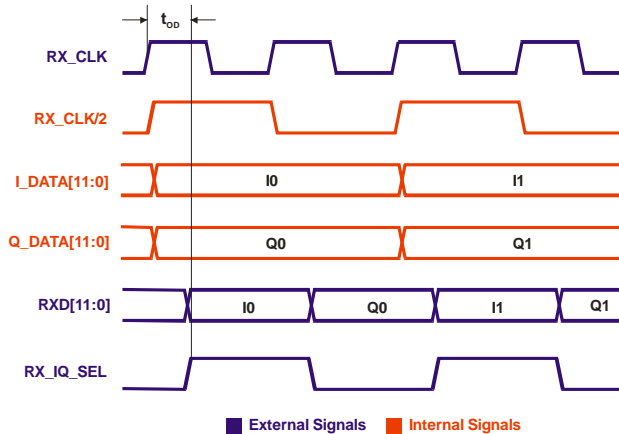 tOD
RX_CLK
RX_CLK/2
I_DATA[11:0] I0 I1
Q_DATA[11:0] Q0 Q1
RXD[11:0] I0 Q0 I1 Q1
RX_IQ_SEL
External Signals Internal Signals